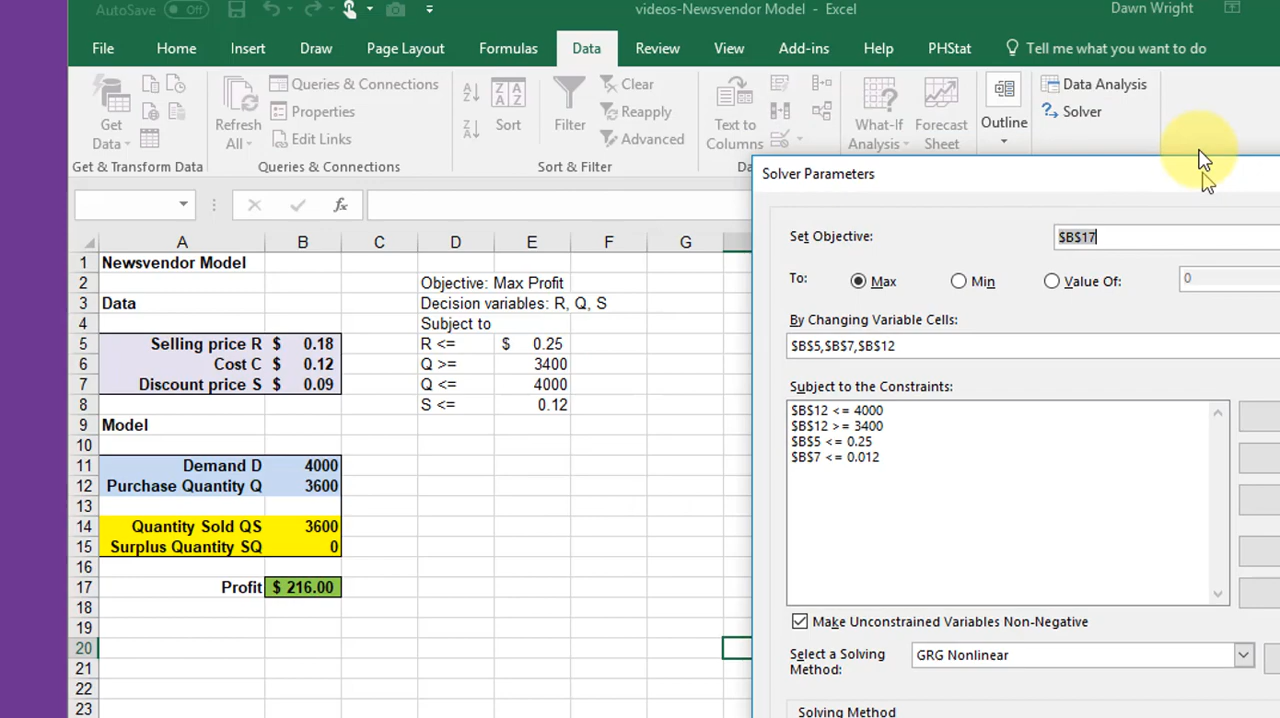 AutoSave Off
videos-Newsvendor Model - Excel
Dawn Wright
File Home Insert Draw Page Layout Formulas Data Review View Add-ins Help PHStat Tell me what you want to do
Get Data
Refresh All
Queries & Connections
Properties
Edit Links
Sort
Filter
Clear
Reapply
Advanced
Text to Columns
What-If Analysis
Forecast Sheet
Outline
Data Analysis
Solver
Get & Transform Data
Queries & Connections
Sort & Filter
Da
fx
A B C D E F G
1 Newsvendor Model
2 Objective: Max Profit
3 Data Decision variables: R, Q, S
4 Subject to
5 Selling price R $ 0.18 R <= $ 0.25
6 Cost C $ 0.12 Q >= 3400
7 Discount price S $ 0.09 Q <= 4000
8 S <= 0.12
9 Model
10
11 Demand D 4000
12 Purchase Quantity Q 3600
13
14 Quantity Sold QS 3600
15 Surplus Quantity SQ 0
16
17 Profit $ 216.00
18
19
20
21
22
23
Solver Parameters
Set Objective: $B$17
To: Max Min Value Of: 0
By Changing Variable Cells:
$B$5,$B$7,$B$12
Subject to the Constraints:
$B$12 <= 4000
$B$12 >= 3400
$B$5 <= 0.25
$B$7 <= 0.012
Make Unconstrained Variables Non-Negative
Select a Solving Method: GRG Nonlinear
Solving Method